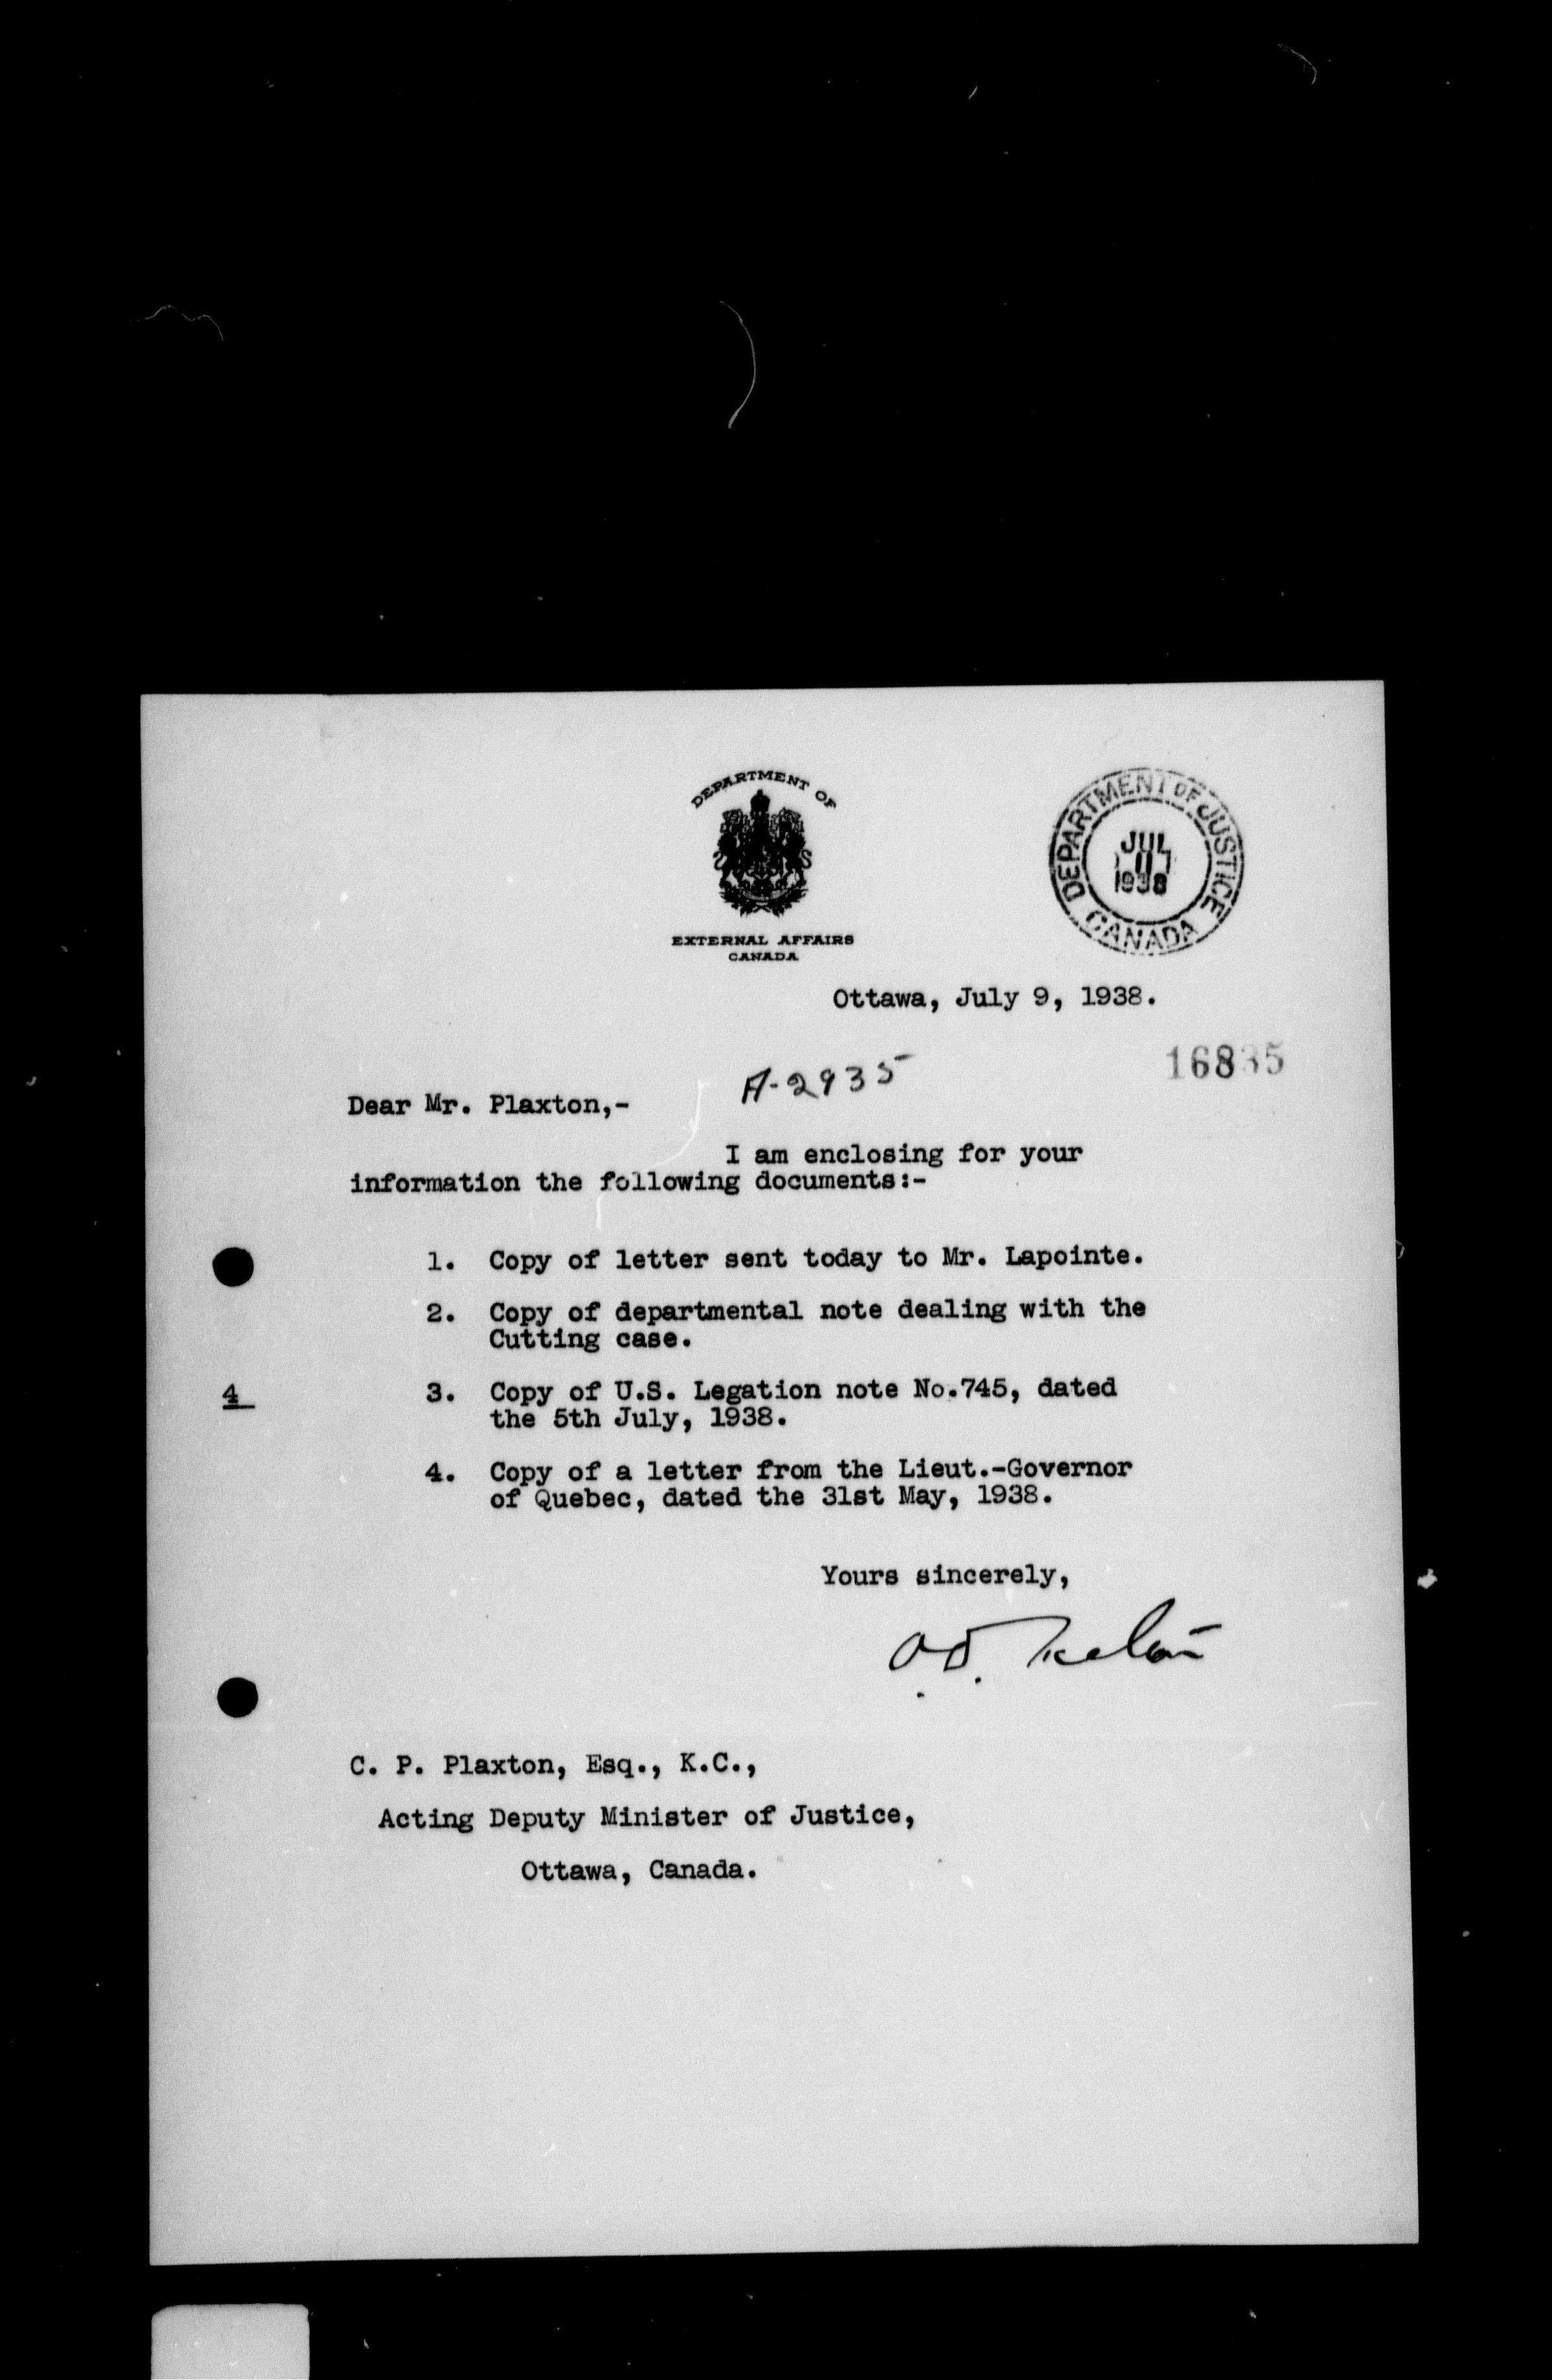 DEPARTMENT OF
EXTERNAL AFFAIRS
CANADA
DEPARTMENT OF JUSTICE
JUL
11
1938
CANADA
Ottawa, July 9, 1938.
A-2935
Dear Mr. Plaxton,-
I am enclosing for your
information the following documents:-
1. Copy of letter sent today to Mr. Lapointe.
2. Copy of departmental note dealing with the
Cutting case.
4
3. Copy of U.S. Legation note No.745, dated
the 5th July, 1938.
4. Copy of a letter from the Lieut.-Governor
of Quebec, dated the 31st May, 1938.
Yours sincerely,
O.D. Skelton
C. P. Plaxton, Esq., K.C.,
Acting Deputy Minister of Justice,
Ottawa, Canada.